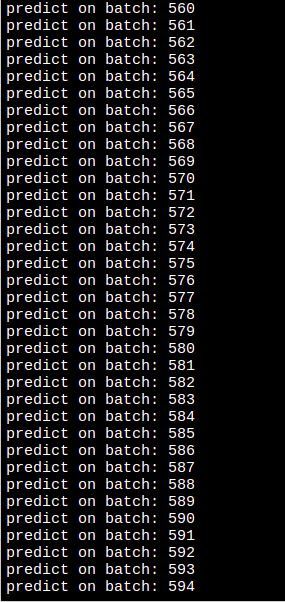 predict on batch: 560
predict on batch: 561
predict on batch: 562
predict on batch: 563
predict on batch: 564
predict on batch: 565
predict on batch: 566
predict on batch: 567
predict on batch: 568
predict on batch: 569
predict on batch: 570
predict on batch: 571
predict on batch: 572
predict on batch: 573
predict on batch: 574
predict on batch: 575
predict on batch: 576
predict on batch: 577
predict on batch: 578
predict on batch: 579
predict on batch: 580
predict on batch: 581
predict on batch: 582
predict on batch: 583
predict on batch: 584
predict on batch: 585
predict on batch: 586
predict on batch: 587
predict on batch: 588
predict on batch: 589
predict on batch: 590
predict on batch: 591
predict on batch: 592
predict on batch: 593
predict on batch: 594